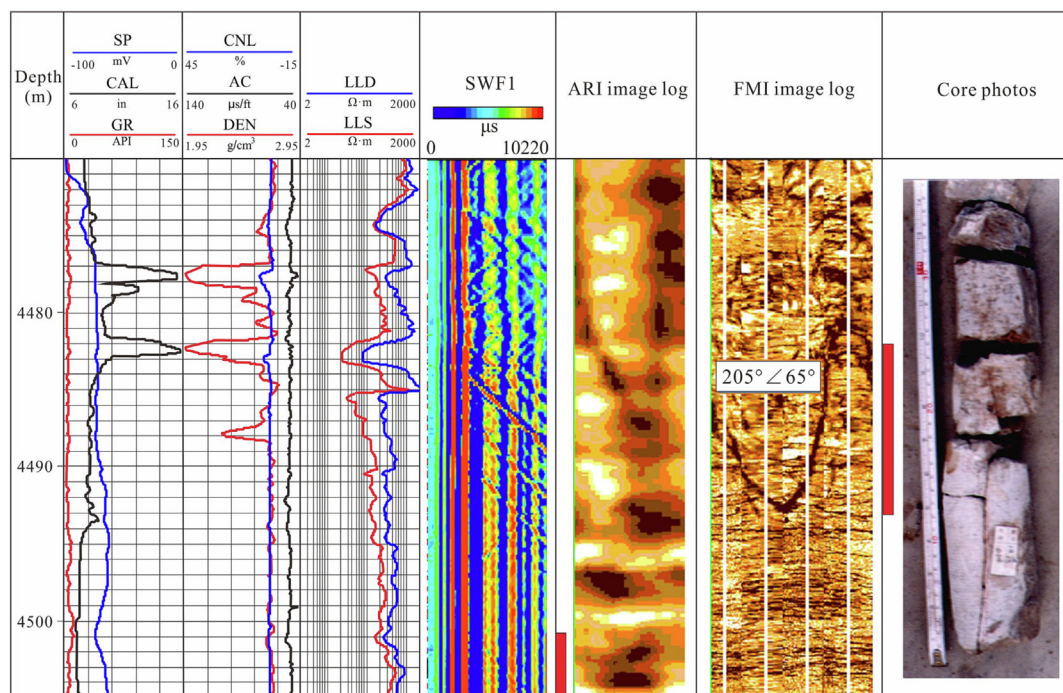 Depth
(m)
SP
-100 mV 0
CAL
6 in 16
GR
0 API 150
CNL
45 % -15
AC
140 μs/ft 40
DEN
1.95 g/cm³ 2.95
LLD
2 Ω·m 2000
LLS
2 Ω·m 2000
SWF1
μs
0 10220
ARI image log
FMI image log
Core photos
4480
205°∠65°
4490
4500